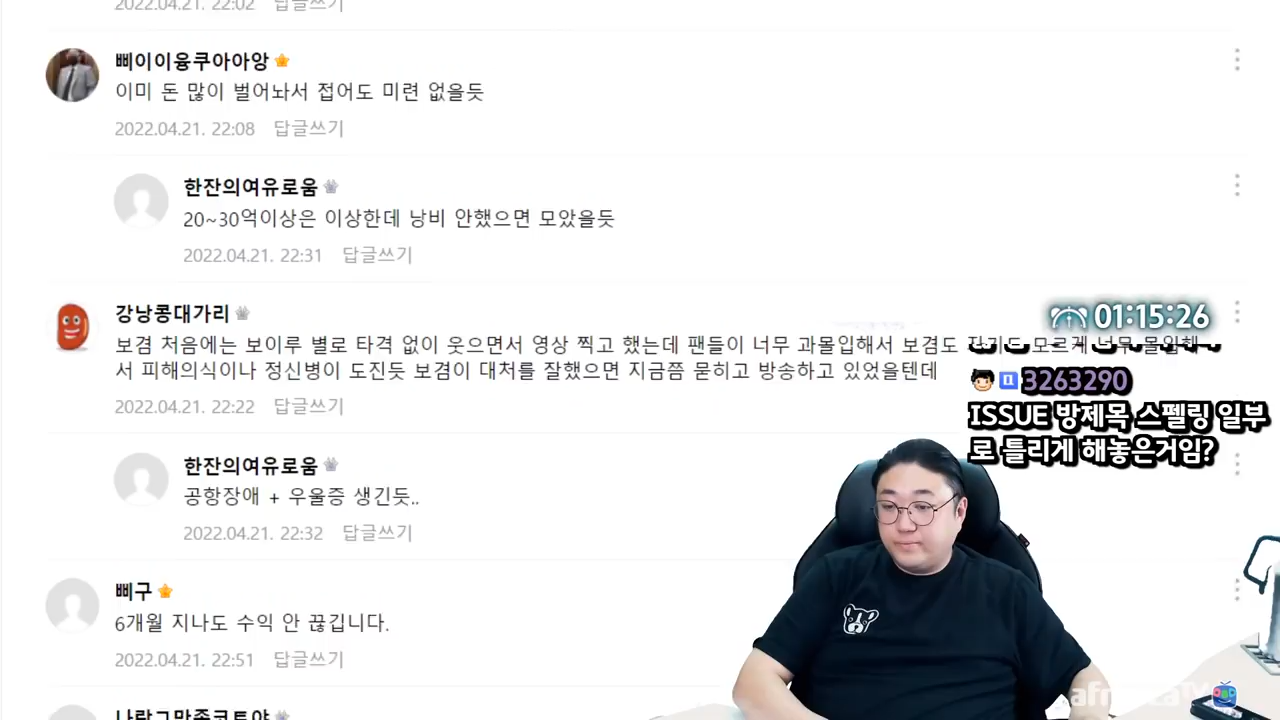 2022.04.21. 22:02 답글쓰기
삐이이융쿠아아앙
이미 돈 많이 벌어놔서 접어도 미련 없을듯
2022.04.21. 22:08 답글쓰기
한잔의여유로움
20~30억이상은 이상한데 낭비 안했으면 모았을듯
2022.04.21. 22:31 답글쓰기
강낭콩대가리
보겸 처음에는 보이루 별로 타격 없이 웃으면서 영상 찍고 했는데 팬들이 너무 과몰입해서 보겸도 자기도 모르게 너무 몰입해
서 피해의식이나 정신병이 도진듯 보겸이 대처를 잘했으면 지금쯤 묻히고 방송하고 있었을텐데
2022.04.21. 22:22 답글쓰기
한잔의여유로움
공항장애 + 우울증 생긴듯..
2022.04.21. 22:32 답글쓰기
삐구
6개월 지나도 수익 안 끊깁니다.
2022.04.21. 22:51 답글쓰기
01:15:26
3263290
ISSUE 방제목 스펠링 일부
로 틀리게 해놓은거임?
afreecaTV